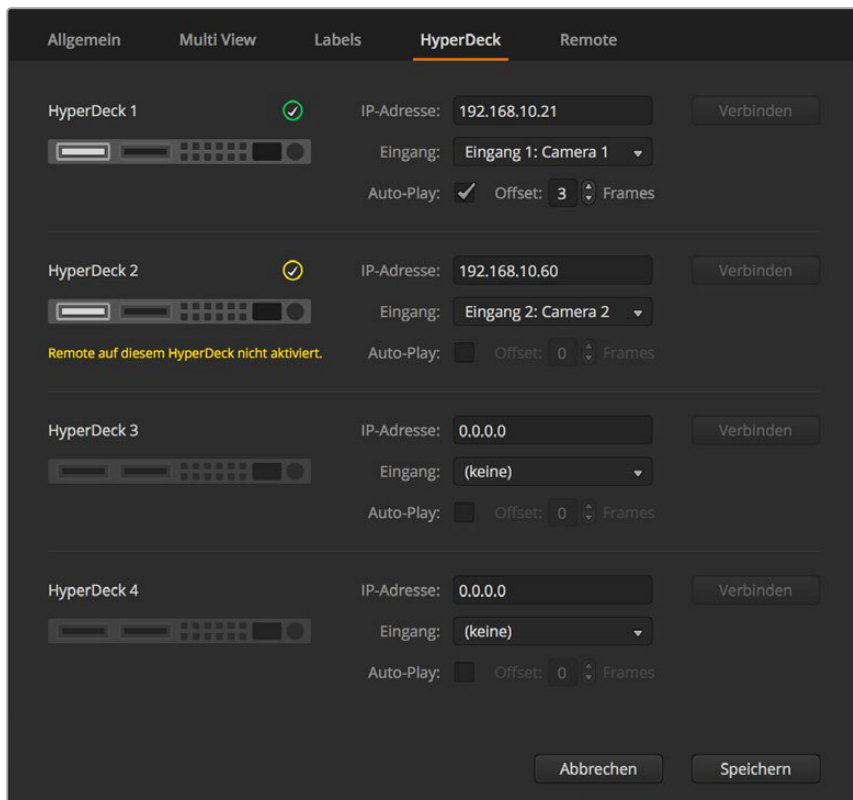 Allgemein Multi View Labels HyperDeck Remote
HyperDeck 1 IP-Adresse: 192.168.10.21 Verbinden
Eingang: Eingang 1: Camera 1
Auto-Play: Offset: 3 Frames
HyperDeck 2 IP-Adresse: 192.168.10.60 Verbinden
Eingang: Eingang 2: Camera 2
Remote auf diesem HyperDeck nicht aktiviert. Auto-Play: Offset: 0 Frames
HyperDeck 3 IP-Adresse: 0.0.0.0 Verbinden
Eingang: (keine)
Auto-Play: Offset: 0 Frames
HyperDeck 4 IP-Adresse: 0.0.0.0 Verbinden
Eingang: (keine)
Auto-Play: Offset: 0 Frames
Abbrechen Speichern